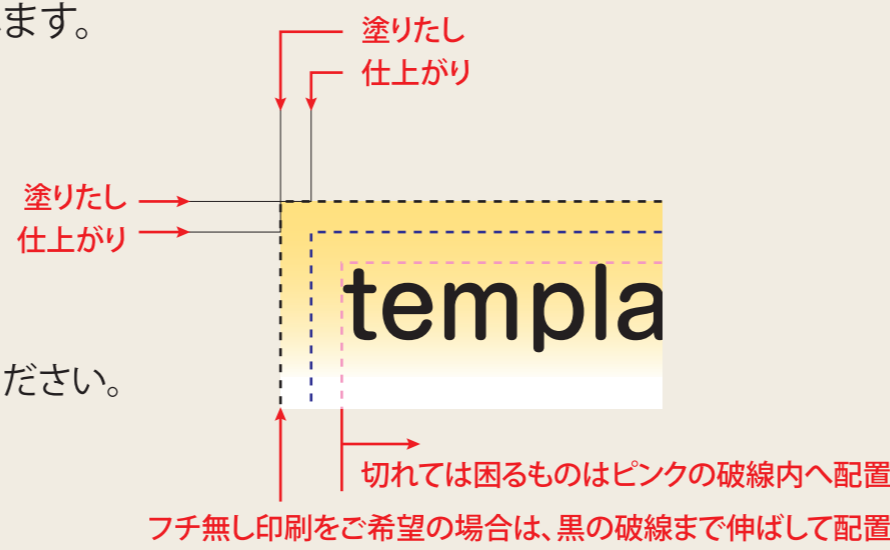 ます。
塗りたし
仕上がり
塗りたし
仕上がり
templa
ださい。
切れては困るものはピンクの破線内へ配置
フチ無し印刷をご希望の場合は、黒の破線まで伸ばして配置